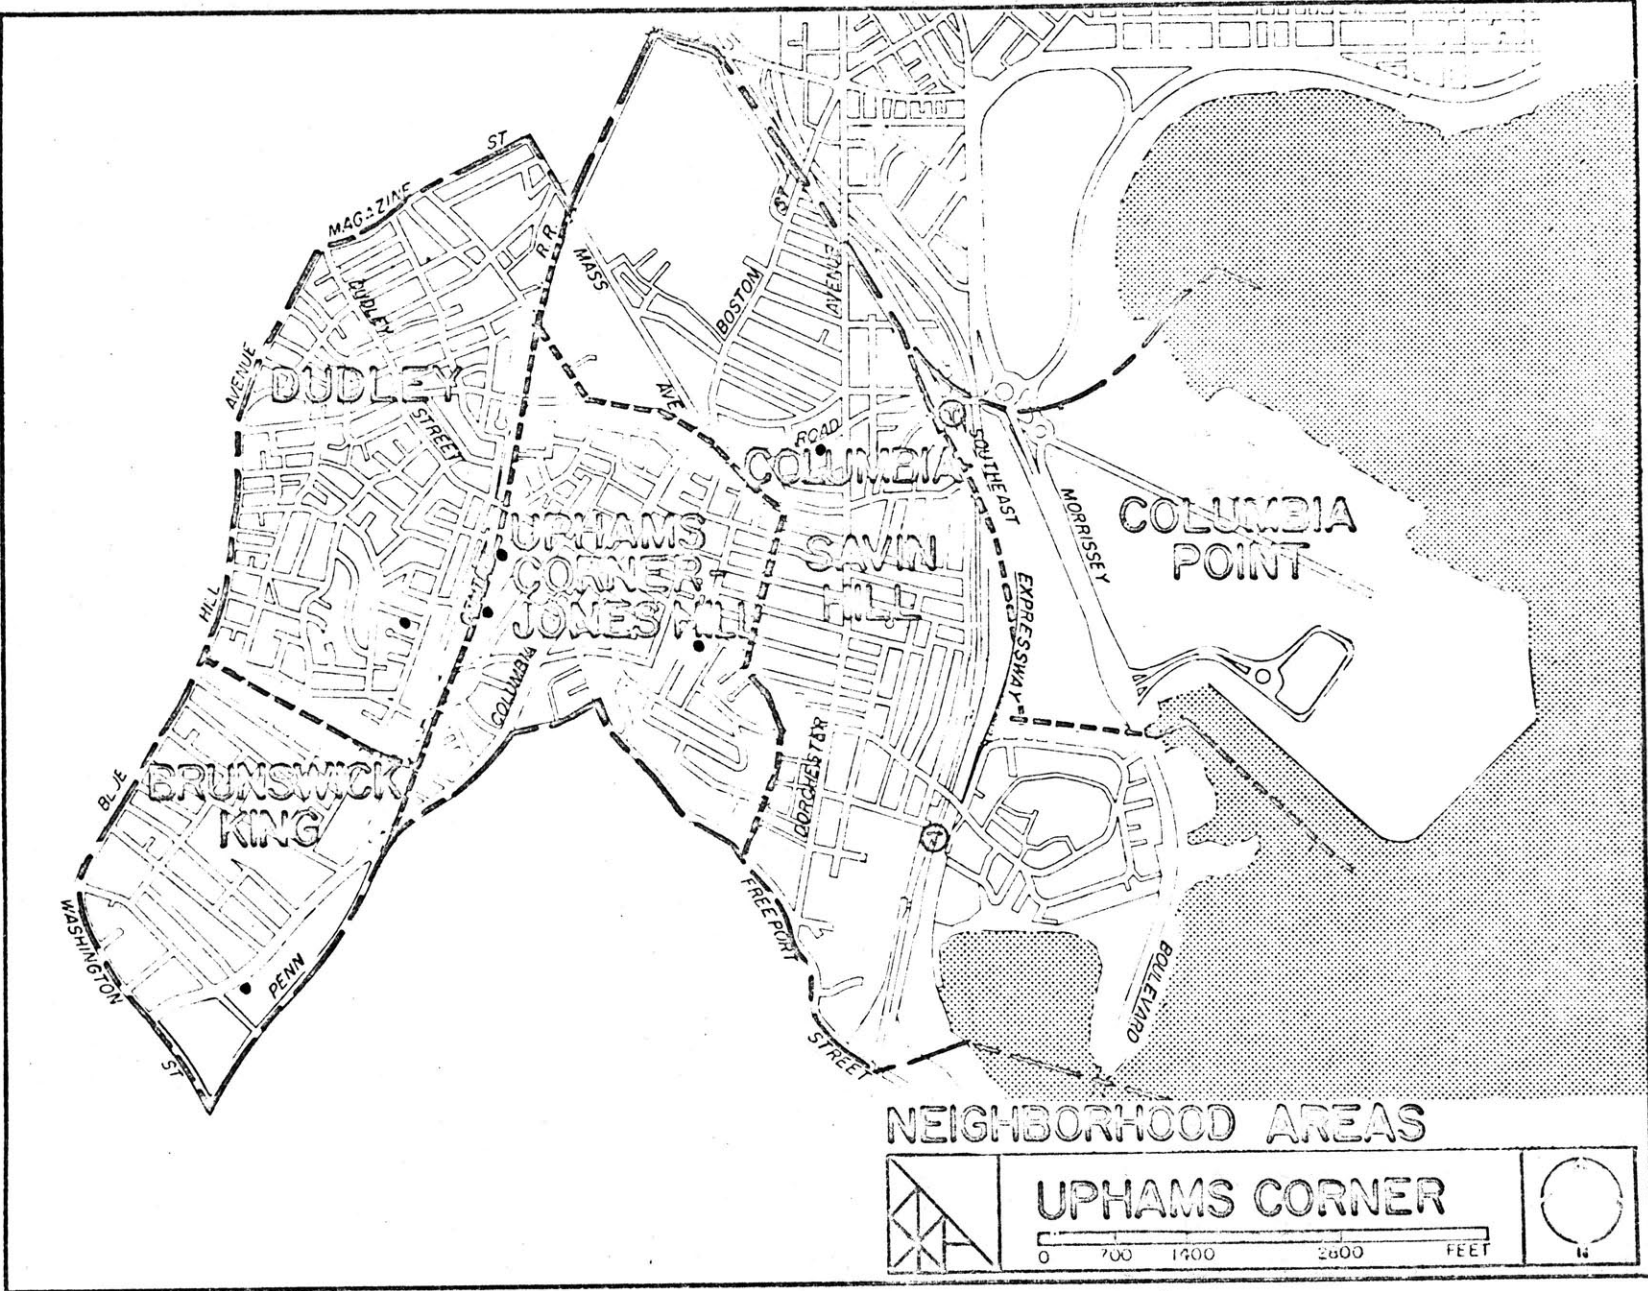 ST
MAGAZINE
R.R.
MASS
ST
BOSTON
AVENUE
DUDLEY
AVENUE
DUDLEY
STREET
AVE
ROAD
COLUMBIA
SAVIN
HILL
SOUTHEAST
EXPRESSWAY
MORRISSEY
COLUMBIA
POINT
UPHAMS
CORNER
JONES HILL
HILL
COLUMBIA
BLUE
BRUNSWICK
KING
DORCHESTER
FREEPORT
STREET
WASHINGTON
ST
PENN
BOULEVARD
NEIGHBORHOOD AREAS
UPHAMS CORNER
0 700 1400 2800 FEET
N